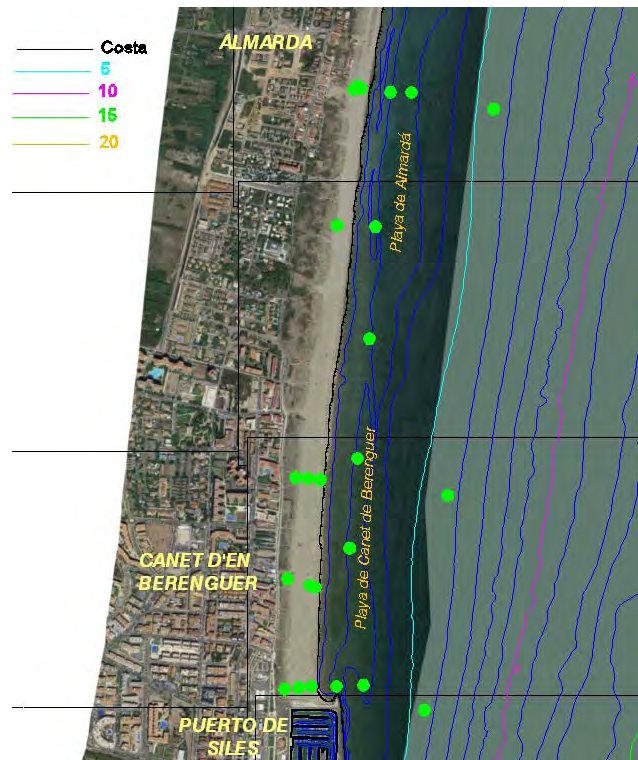 ALMARDA
Costa
5
10
15
20
Playa de Almardá
Playa de Canet de Berenguer
CANET D'EN
BERENGUER
PUERTO DE
SILES